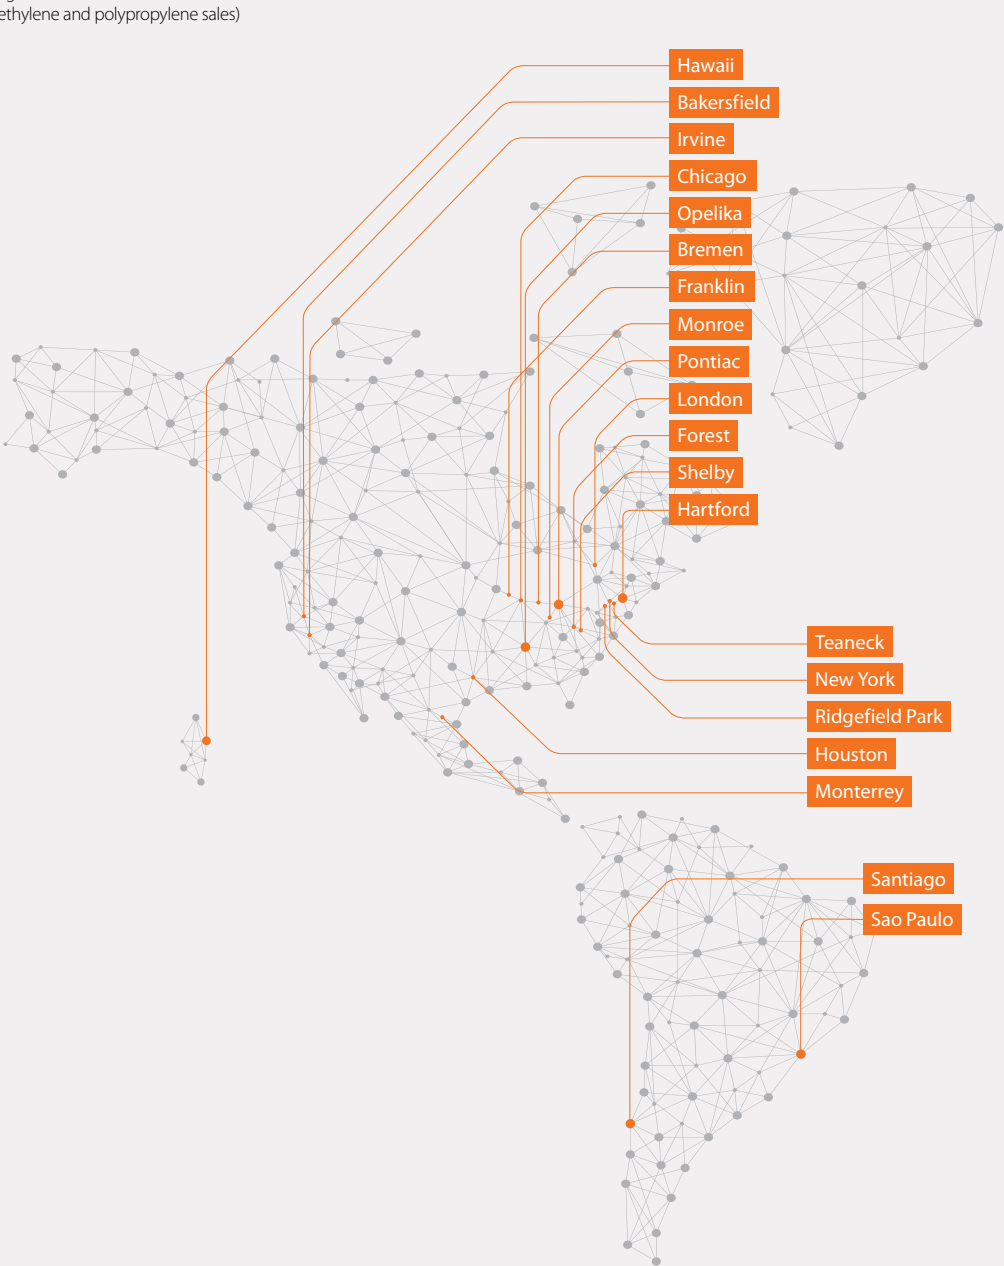 ethylene and polypropylene sales)
Hawaii
Bakersfield
Irvine
Chicago
Opelika
Bremen
Franklin
Monroe
Pontiac
London
Forest
Shelby
Hartford
Teaneck
New York
Ridgefield Park
Houston
Monterrey
Santiago
Sao Paulo